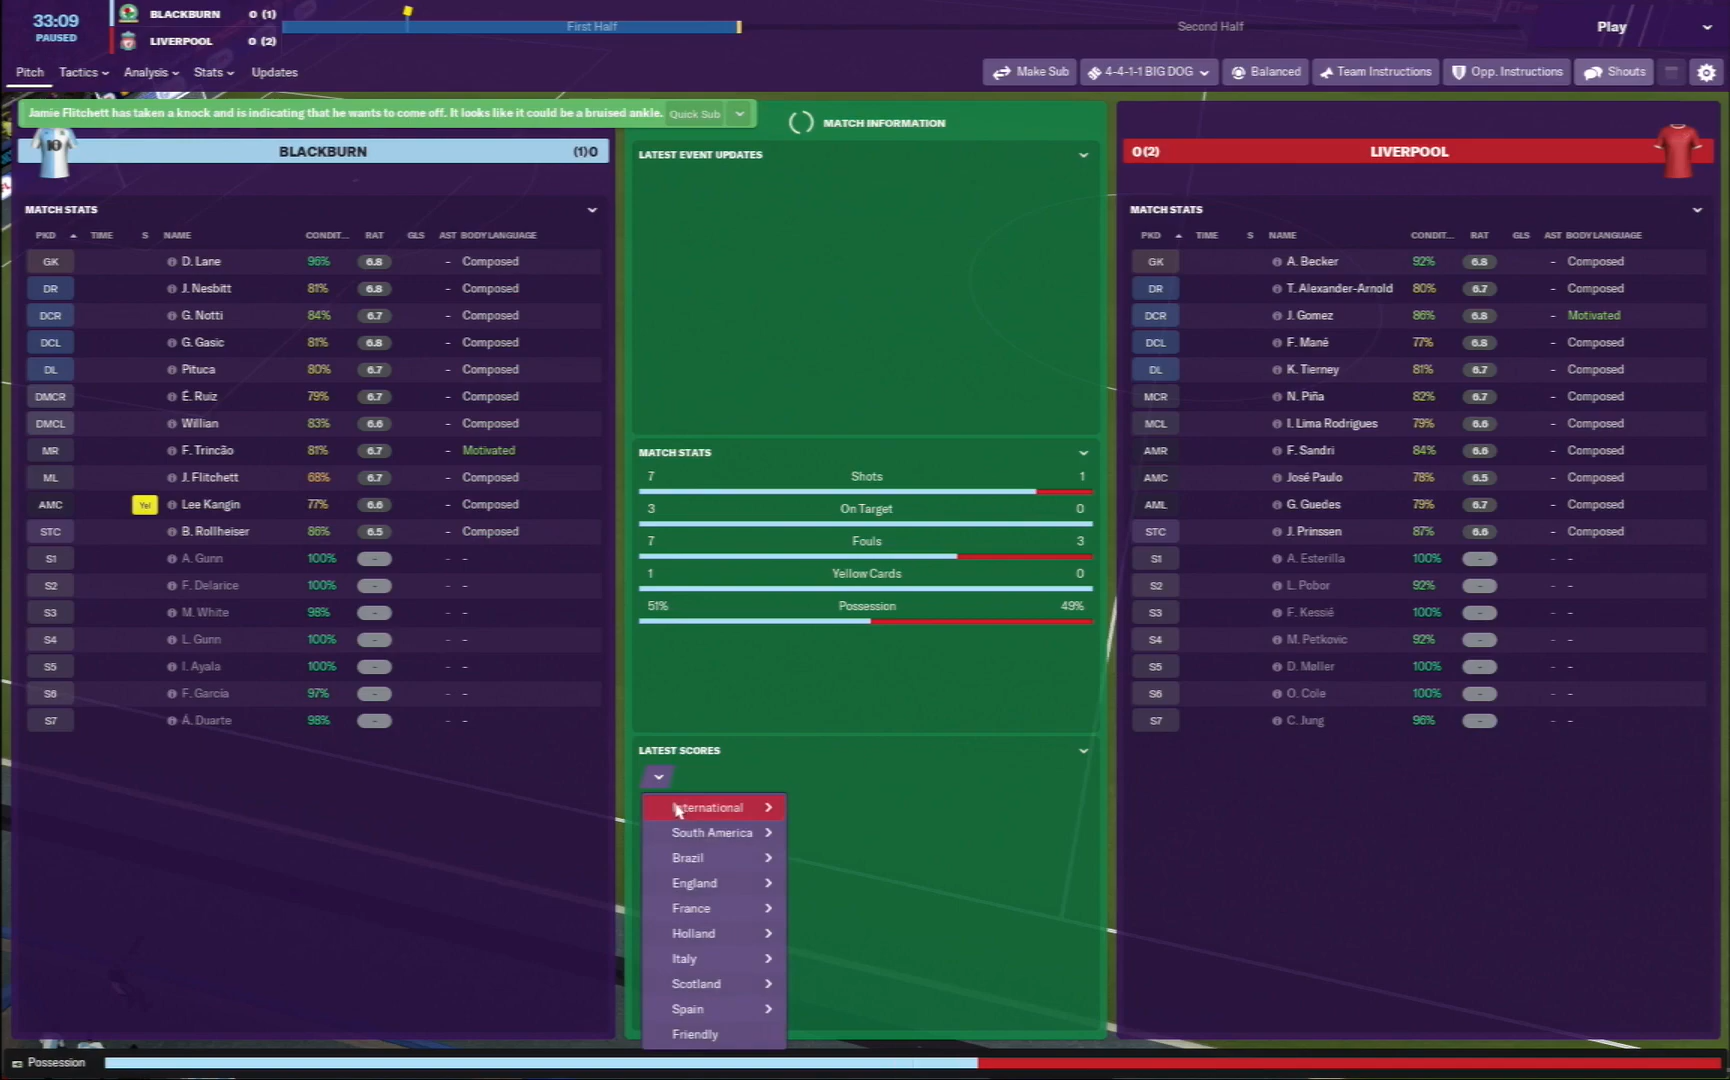 33:09
PAUSED
BLACKBURN 0 (1)
LIVERPOOL 0 (2)
First Half
Second Half
Play
Pitch Tactics Analysis Stats Updates
Make Sub 4-4-1-1 BIG DOG Balanced Team Instructions Opp. Instructions Shouts
Jamie Flitchett has taken a knock and is indicating that he wants to come off. It looks like it could be a bruised ankle. Quick Sub
10
BLACKBURN (1)0
MATCH STATS
PKD TIME S NAME CONDIT... RAT GLS AST BODY LANGUAGE
GK D. Lane 96% 6.8 - Composed
DR J. Nesbitt 81% 6.8 - Composed
DCR G. Notti 84% 6.7 - Composed
DCL G. Gasic 81% 6.8 - Composed
DL Pituca 80% 6.7 - Composed
DMCR É. Ruiz 79% 6.7 - Composed
DMCL Willian 83% 6.6 - Composed
MR F. Trincão 81% 6.7 - Motivated
ML J. Flitchett 68% 6.7 - Composed
AMC Yel Lee Kangin 77% 6.6 - Composed
STC B. Rollheiser 86% 6.5 - Composed
S1 A. Gunn 100% - - -
S2 F. Delarice 100% - - -
S3 M. White 98% - - -
S4 L. Gunn 100% - - -
S5 I. Ayala 100% - - -
S6 F. García 97% - - -
S7 Á. Duarte 98% - - -
MATCH INFORMATION
LATEST EVENT UPDATES
MATCH STATS
7 Shots 1
3 On Target 0
7 Fouls 3
1 Yellow Cards 0
51% Possession 49%
LATEST SCORES
International
South America
Brazil
England
France
Holland
Italy
Scotland
Spain
Friendly
0(2) LIVERPOOL
MATCH STATS
PKD TIME S NAME CONDIT... RAT GLS AST BODY LANGUAGE
GK A. Becker 92% 6.8 - Composed
DR T. Alexander-Arnold 80% 6.7 - Composed
DCR J. Gomez 86% 6.8 - Motivated
DCL F. Mané 77% 6.8 - Composed
DL K. Tierney 81% 6.7 - Composed
MCR N. Piña 82% 6.7 - Composed
MCL I. Lima Rodrigues 79% 6.6 - Composed
AMR F. Sandri 84% 6.6 - Composed
AMC José Paulo 78% 6.5 - Composed
AML G. Guedes 79% 6.7 - Composed
STC J. Prinssen 87% 6.6 - Composed
S1 A. Esterilla 100% - - -
S2 L. Pobor 92% - - -
S3 F. Kessié 100% - - -
S4 M. Petkovic 92% - - -
S5 D. Møller 100% - - -
S6 O. Cole 100% - - -
S7 C. Jung 96% - - -
Possession